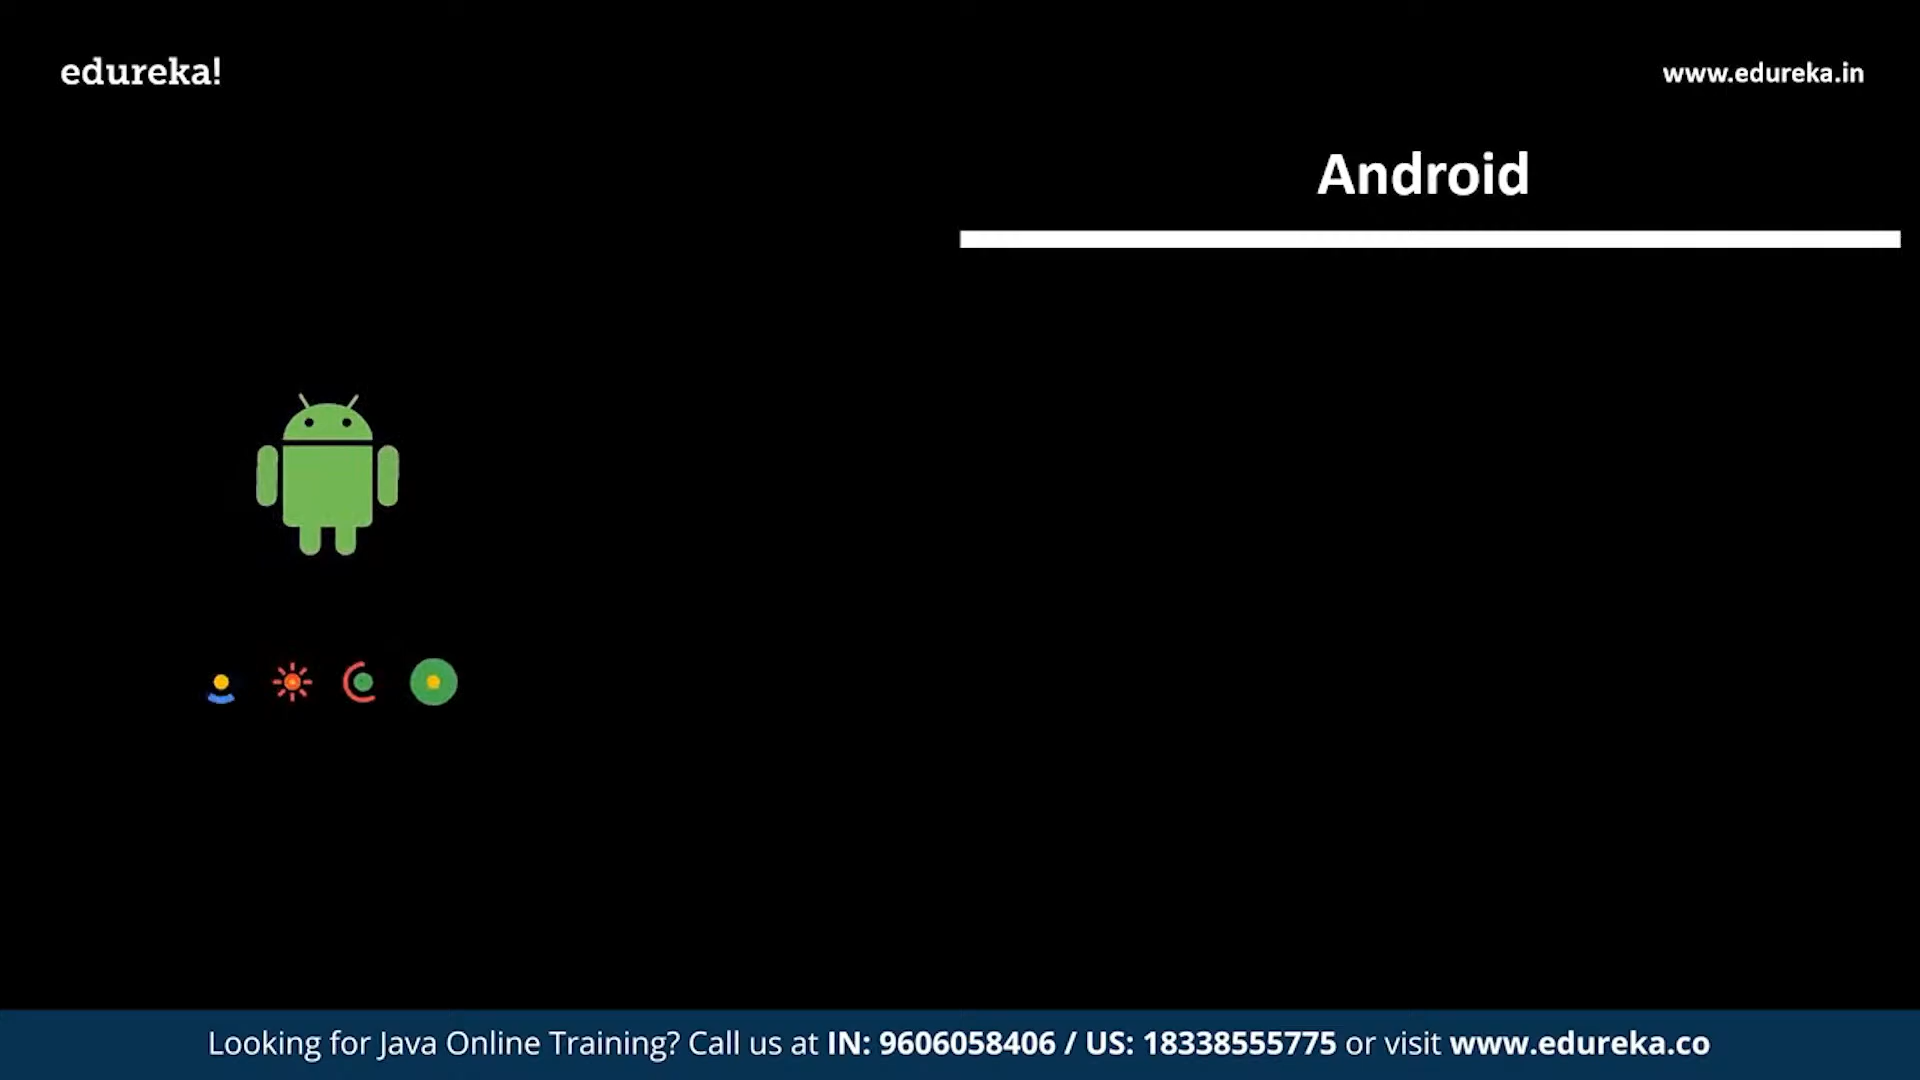 edureka!
www.edureka.in
Android
Looking for Java Online Training? Call us at IN: 9606058406 / US: 18338555775 or visit www.edureka.co